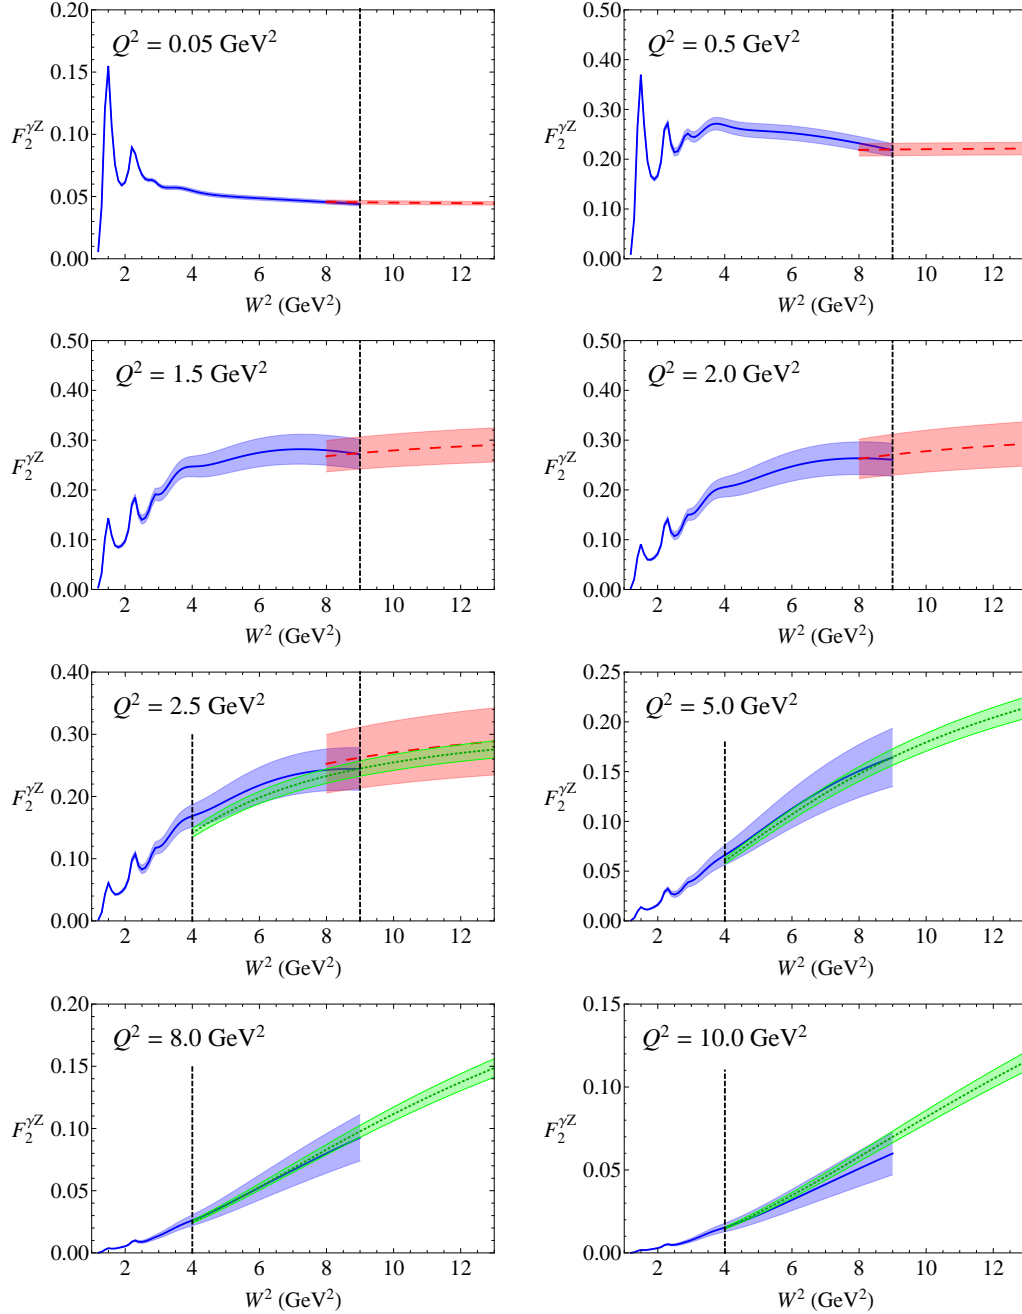 Q² = 0.05 GeV²
F₂^γZ
0.20
0.15
0.10
0.05
0.00
2 4 6 8 10 12
W² (GeV²)
Q² = 0.5 GeV²
F₂^γZ
0.50
0.40
0.30
0.20
0.10
0.00
2 4 6 8 10 12
W² (GeV²)
Q² = 1.5 GeV²
F₂^γZ
0.50
0.40
0.30
0.20
0.10
0.00
2 4 6 8 10 12
W² (GeV²)
Q² = 2.0 GeV²
F₂^γZ
0.50
0.40
0.30
0.20
0.10
0.00
2 4 6 8 10 12
W² (GeV²)
Q² = 2.5 GeV²
F₂^γZ
0.40
0.30
0.20
0.10
0.00
2 4 6 8 10 12
W² (GeV²)
Q² = 5.0 GeV²
F₂^γZ
0.25
0.20
0.15
0.10
0.05
0.00
2 4 6 8 10 12
W² (GeV²)
Q² = 8.0 GeV²
F₂^γZ
0.20
0.15
0.10
0.05
0.00
2 4 6 8 10 12
W² (GeV²)
Q² = 10.0 GeV²
F₂^γZ
0.15
0.10
0.05
0.00
2 4 6 8 10 12
W² (GeV²)